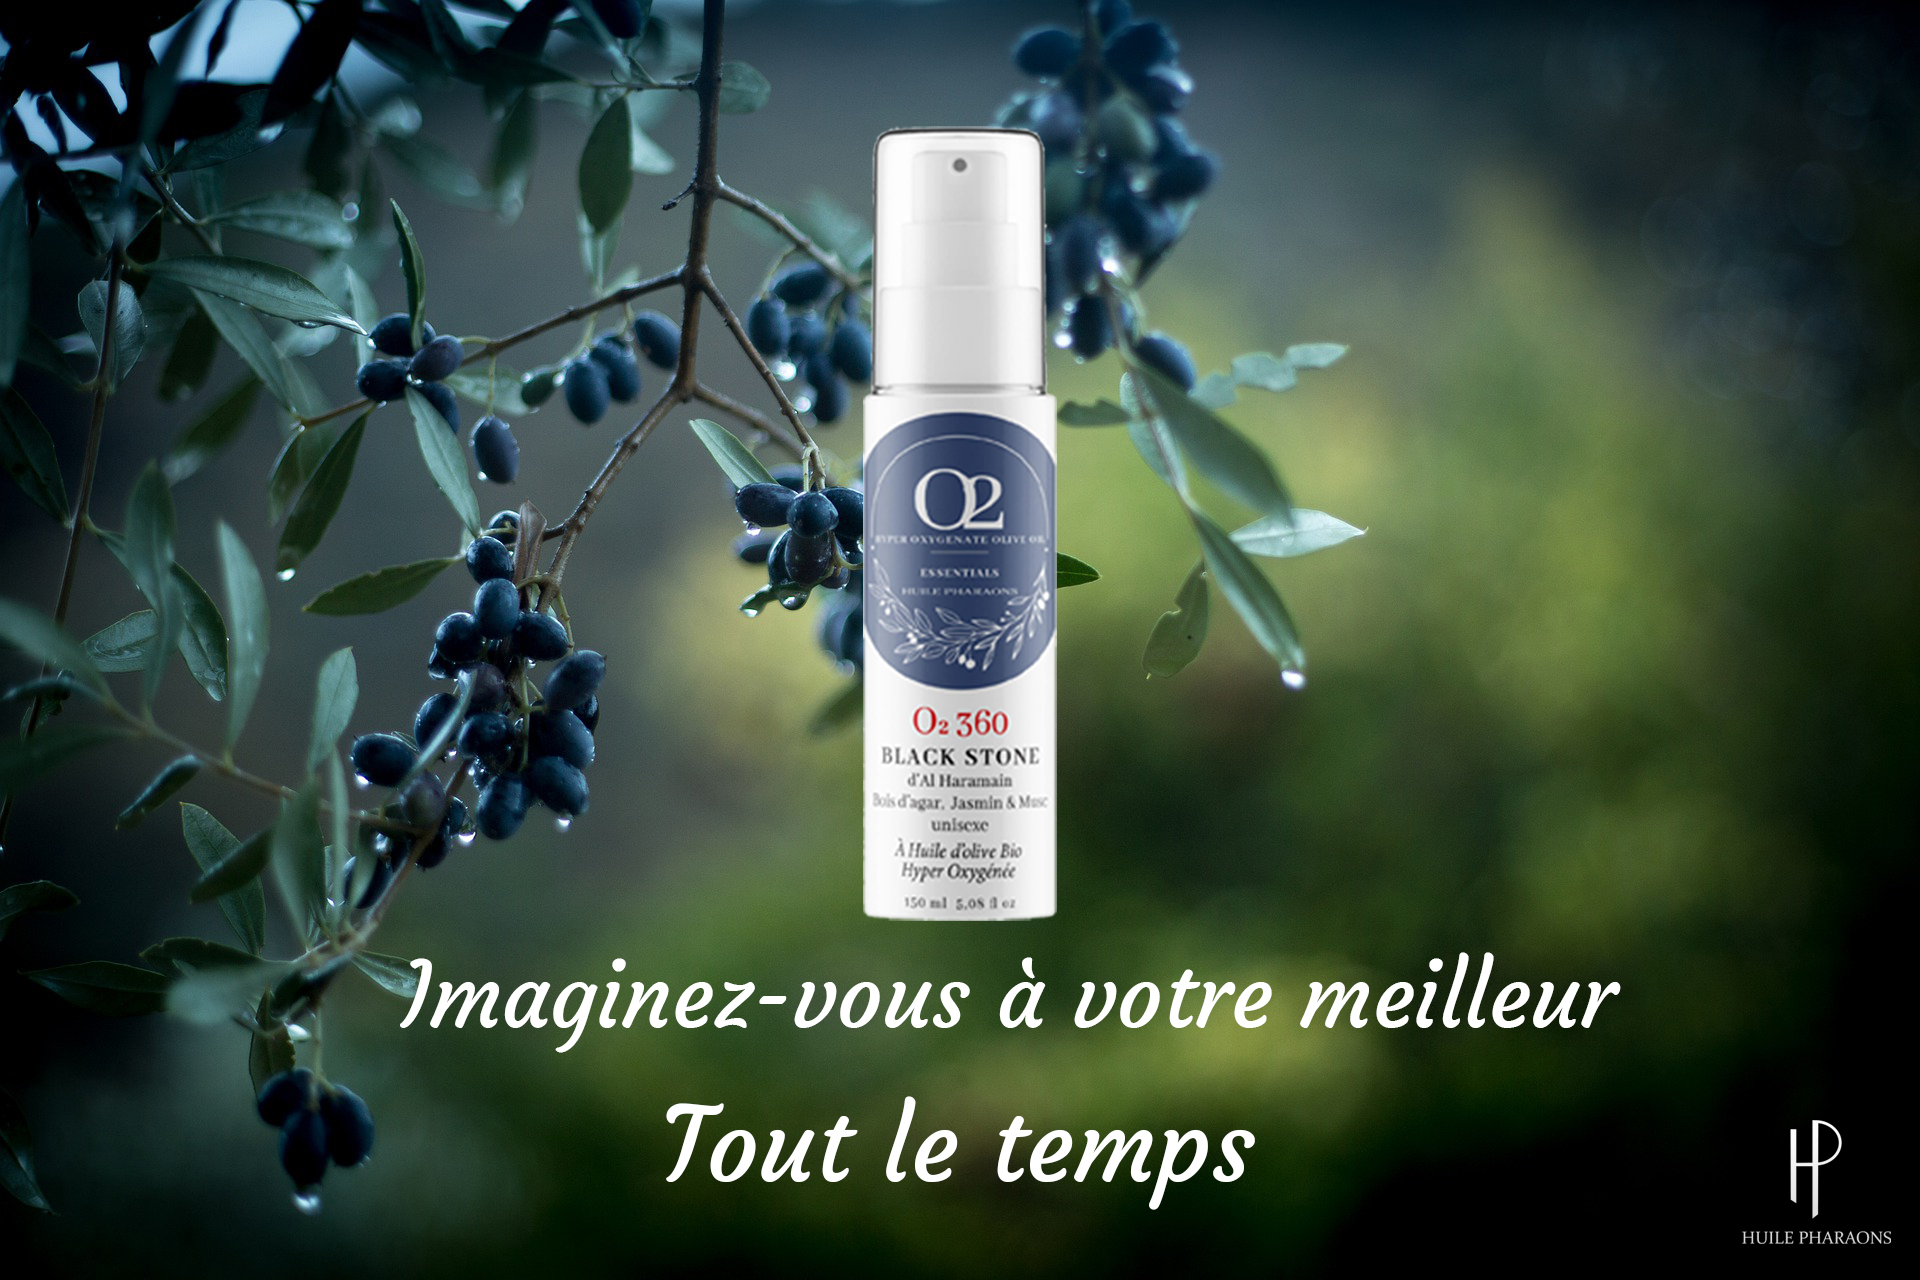 O2
HYPER OXYGENATE OLIVE OIL
ESSENTIALS
HUILE PHARAONS
O2 360
BLACK STONE
d'Al Haramain
Bois d'agar, Jasmin & Musc
unisexe
À Huile d'olive Bio
Hyper Oxygénée
150 ml 5,08 fl oz
Imaginez-vous à votre meilleur
Tout le temps
HP
HUILE PHARAONS